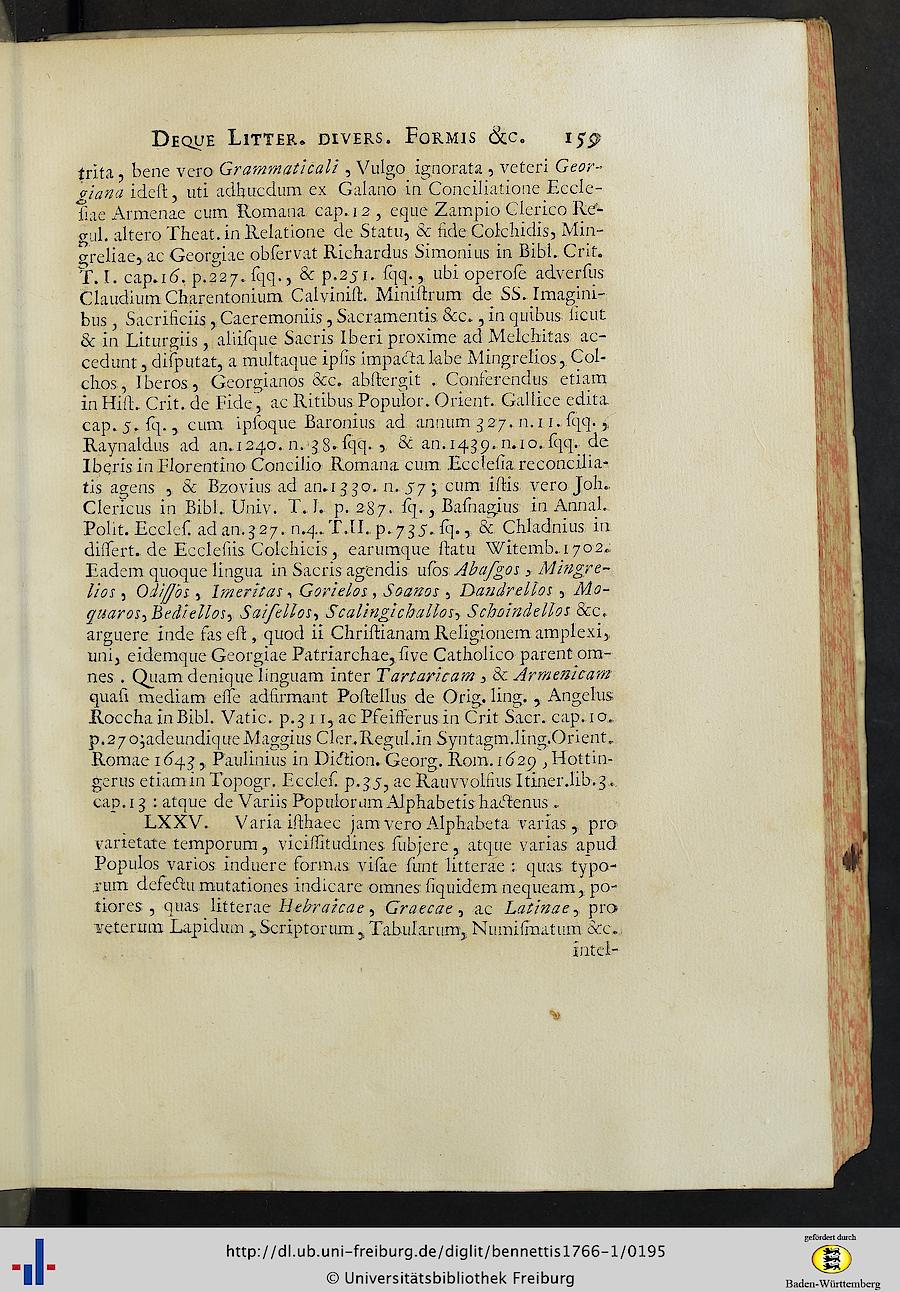 DEQUE LITTER. DIVERS. FORMIS &c. 159
trita, bene vero Grammaticali, Vulgo ignorata, veteri Geor-
giana ideſt, uti adhucdum ex Galano in Conciliatione Eccle-
ſiae Armenae cum Romana cap. 12, eque Zampio Clerico Re-
gul. altero Theat. in Relatione de Statu, & fide Colchidis, Min-
greliae, ac Georgiae obſervat Richardus Simonius in Bibl. Crit.
T. I. cap. 16. p. 227. ſqq., & p. 251. ſqq., ubi operoſe adverſus
Claudium Charentonium Calviniſt. Miniſtrum de SS. Imagini-
bus, Sacrificiis, Caeremoniis, Sacramentis &c., in quibus ſicut
& in Liturgiis, aliiſque Sacris Iberi proxime ad Melchitas ac-
cedunt, diſputat, a multaque ipſis impacta labe Mingrelios, Col-
chos, Iberos, Georgianos &c. abſtergit. Conferendus etiam
in Hiſt. Crit. de Fide, ac Ritibus Populor. Orient. Gallice edita
cap. 5. ſq., cum ipſoque Baronius ad annum 327. n. 11. ſqq.,
Raynaldus ad an. 1240. n. 38. ſqq., & an. 1439. n. 10. ſqq. de
Iberis in Florentino Concilio Romana cum Eccleſia reconcilia-
tis agens, & Bzovius ad an. 1330. n. 57; cum iſtis vero Joh.
Clericus in Bibl. Univ. T. I. p. 287. ſq., Baſnagius in Annal.
Polit. Eccleſ. ad an. 327. n. 4. T. II. p. 735. ſq., & Chladnius in
diſſert. de Eccleſiis Colchicis, earumque ſtatu Witemb. 1702.
Eadem quoque lingua in Sacris agendis uſos Abaſgos, Mingre-
lios, Odiſſos, Imeritas, Gorielos, Soanos, Dandrellos, Mo-
quaros, Bediellos, Saiſellos, Scalingichallos, Schoindellos &c.
arguere inde fas eſt, quod ii Chriſtianam Religionem amplexi,
uni, eidemque Georgiae Patriarchae, ſive Catholico parent om-
nes. Quam denique linguam inter Tartaricam, & Armenicam
quaſi mediam eſſe adfirmant Poſtellus de Orig. ling., Angelus
Roccha in Bibl. Vatic. p. 311, ac Pfeifferus in Crit Sacr. cap. 10.
p. 270; adeundique Maggius Cler. Regul. in Syntagm. ling. Orient.
Romae 1643, Paulinius in Diction. Georg. Rom. 1629, Hottin-
gerus etiam in Topogr. Eccleſ. p. 35, ac Rauvvolfius Itiner. lib. 3.
cap. 13: atque de Variis Populorum Alphabetis hactenus.
LXXV. Varia iſthaec jam vero Alphabeta varias, pro
varietate temporum, viciſſitudines ſubjere, atque varias apud
Populos varios induere formas viſae ſunt litterae: quas typo-
rum defectu mutationes indicare omnes ſiquidem nequeam, po-
tiores, quas litterae Hebraicae, Graecae, ac Latinae, pro
veterum Lapidum, Scriptorum, Tabularum, Numiſmatum &c.
intel-
http://dl.ub.uni-freiburg.de/diglit/bennettis1766-1/0195
© Universitätsbibliothek Freiburg
gefördert durch
Baden-Württemberg